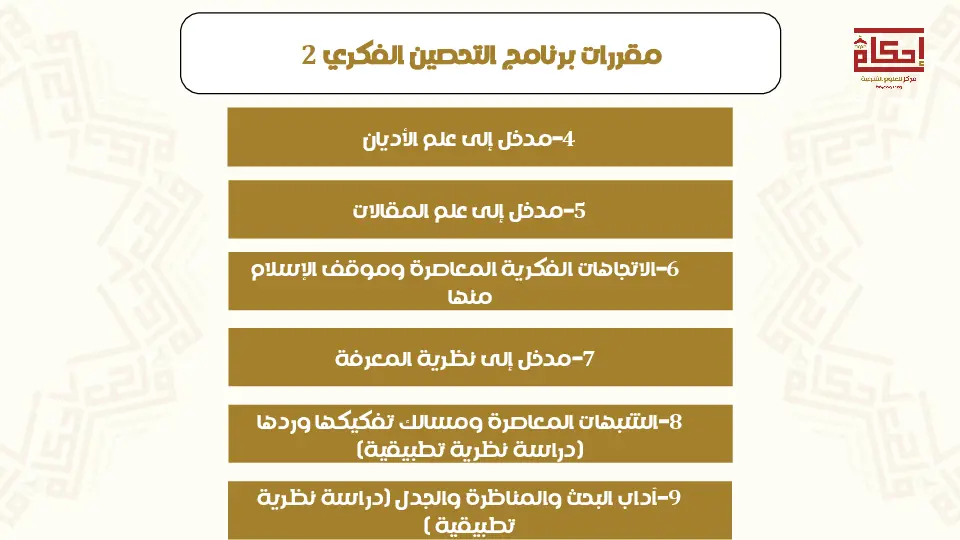 مقررات برنامج التحصين الفكري 2
إحكام
مركز للعلوم الشرعية
4-مدخل إلى علم الأديان
5-مدخل إلى علم المقالات
6-الاتجاهات الفكرية المعاصرة وموقف الإسلام
منها
7-مدخل إلى نظرية المعرفة
8-الشبهات المعاصرة ومسالك تفكيكها وردها
(دراسة نظرية تطبيقية)
9-آداب البحث والمناظرة والجدل (دراسة نظرية
تطبيقية )